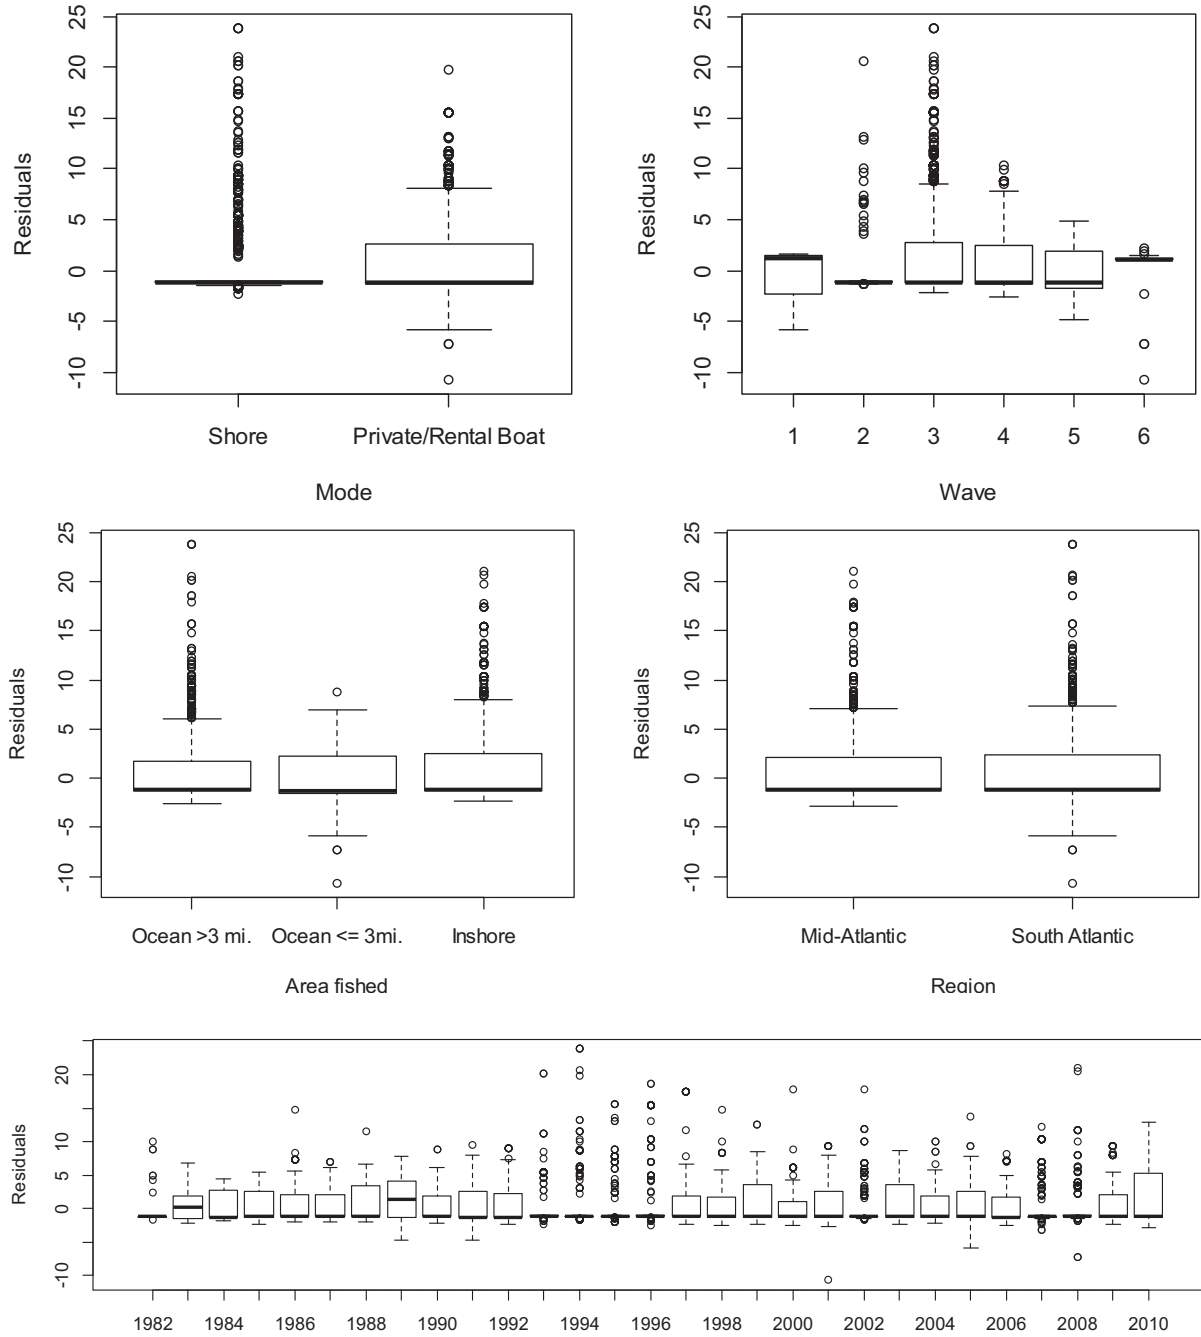 25
20
15
10
5
0
-5
-10
Residuals
Shore Private/Rental Boat
Mode
25
20
15
10
5
0
-5
-10
Residuals
1 2 3 4 5 6
Wave
25
20
15
10
5
0
-5
-10
Residuals
Ocean >3 mi. Ocean <= 3mi. Inshore
Area fished
25
20
15
10
5
0
-5
-10
Residuals
Mid-Atlantic South Atlantic
Region
20
10
5
0
-10
Residuals
1982 1984 1986 1988 1990 1992 1994 1996 1998 2000 2002 2004 2006 2008 2010